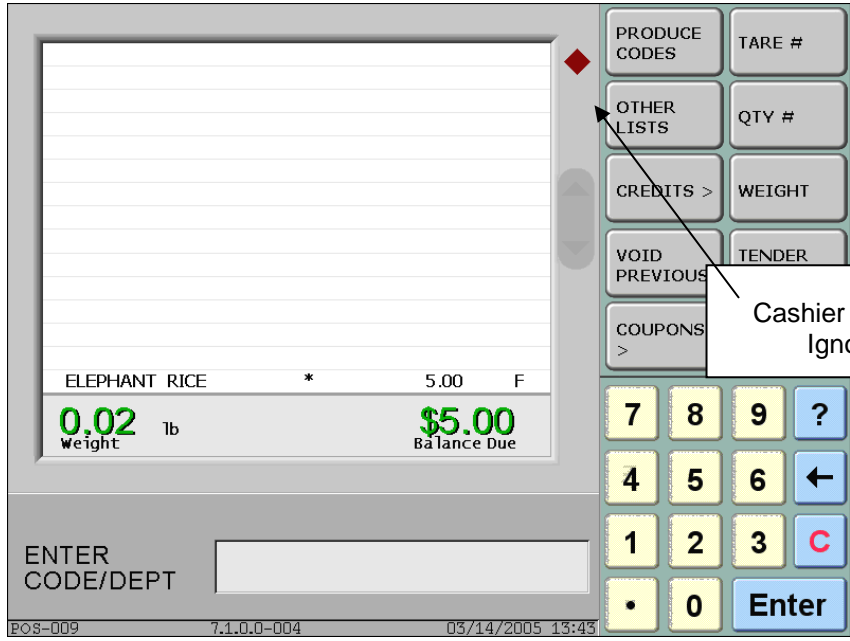 PRODUCE
CODES
TARE #
OTHER
LISTS
QTY #
CREDITS >
WEIGHT
VOID
PREVIOUS
TENDER
COUPONS
>
Cashier
ELEPHANT RICE * 5.00 F
0.02 lb
Weight
$5.00
Balance Due
7 8 9 ?
4 5 6 ←
1 2 3 C
. 0 Enter
ENTER
CODE/DEPT
POS-009 7.1.0.0-004 03/14/2005 13:43